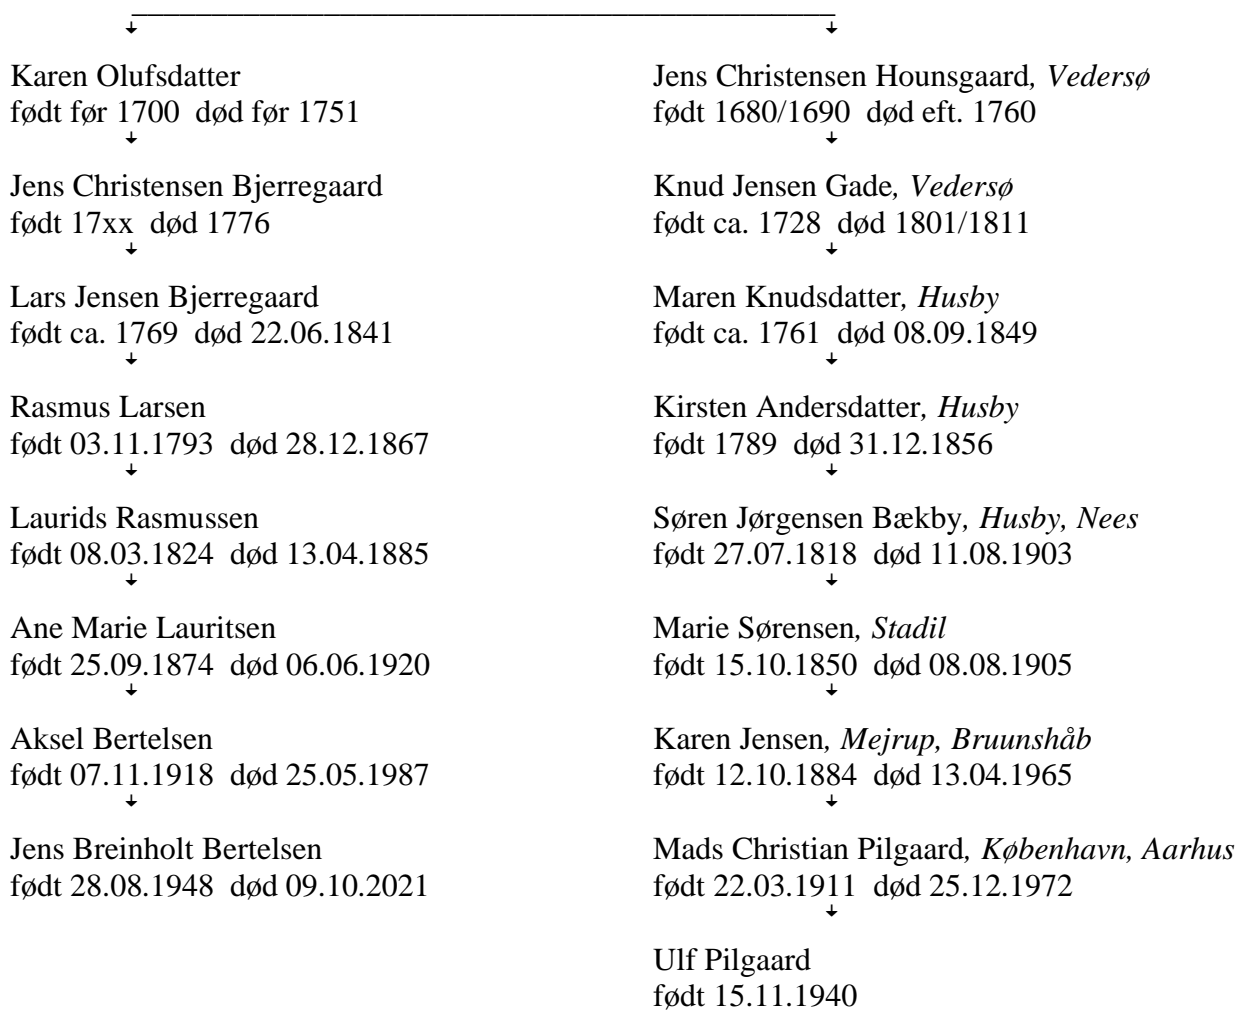 Karen Olufsdatter
født før 1700  død før 1751
Jens Christensen Bjerregaard
født 17xx  død 1776
Lars Jensen Bjerregaard
født ca. 1769  død 22.06.1841
Rasmus Larsen
født 03.11.1793  død 28.12.1867
Laurids Rasmussen
født 08.03.1824  død 13.04.1885
Ane Marie Lauritsen
født 25.09.1874  død 06.06.1920
Aksel Bertelsen
født 07.11.1918  død 25.05.1987
Jens Breinholt Bertelsen
født 28.08.1948  død 09.10.2021
Jens Christensen Hounsgaard, Vedersø
født 1680/1690  død eft. 1760
Knud Jensen Gade, Vedersø
født ca. 1728  død 1801/1811
Maren Knudsdatter, Husby
født ca. 1761  død 08.09.1849
Kirsten Andersdatter, Husby
født 1789  død 31.12.1856
Søren Jørgensen Bækby, Husby, Nees
født 27.07.1818  død 11.08.1903
Marie Sørensen, Stadil
født 15.10.1850  død 08.08.1905
Karen Jensen, Mejrup, Bruunshåb
født 12.10.1884  død 13.04.1965
Mads Christian Pilgaard, København, Aarhus
født 22.03.1911  død 25.12.1972
Ulf Pilgaard
født 15.11.1940